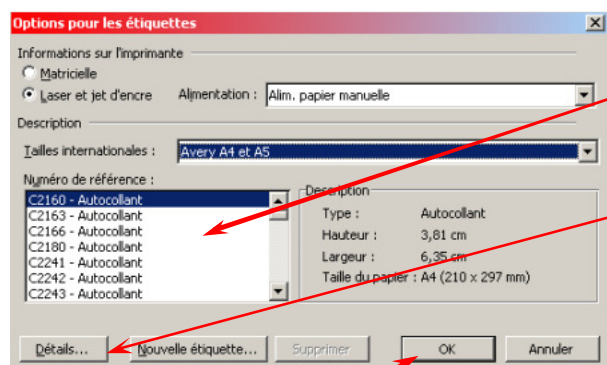 Options pour les étiquettes
Informations sur l'imprimante
Matricielle
Laser et jet d'encre Alimentation : Alim. papier manuelle
Description
Tailles internationales : Avery A4 et A5
Numéro de référence :
C2160 - Autocollant
C2163 - Autocollant
C2166 - Autocollant
C2180 - Autocollant
C2241 - Autocollant
C2242 - Autocollant
C2243 - Autocollant
Description
Type : Autocollant
Hauteur : 3,81 cm
Largeur : 6,35 cm
Taille du papier : A4 (210 x 297 mm)
Détails... Nouvelle étiquette... Supprimer OK Annuler